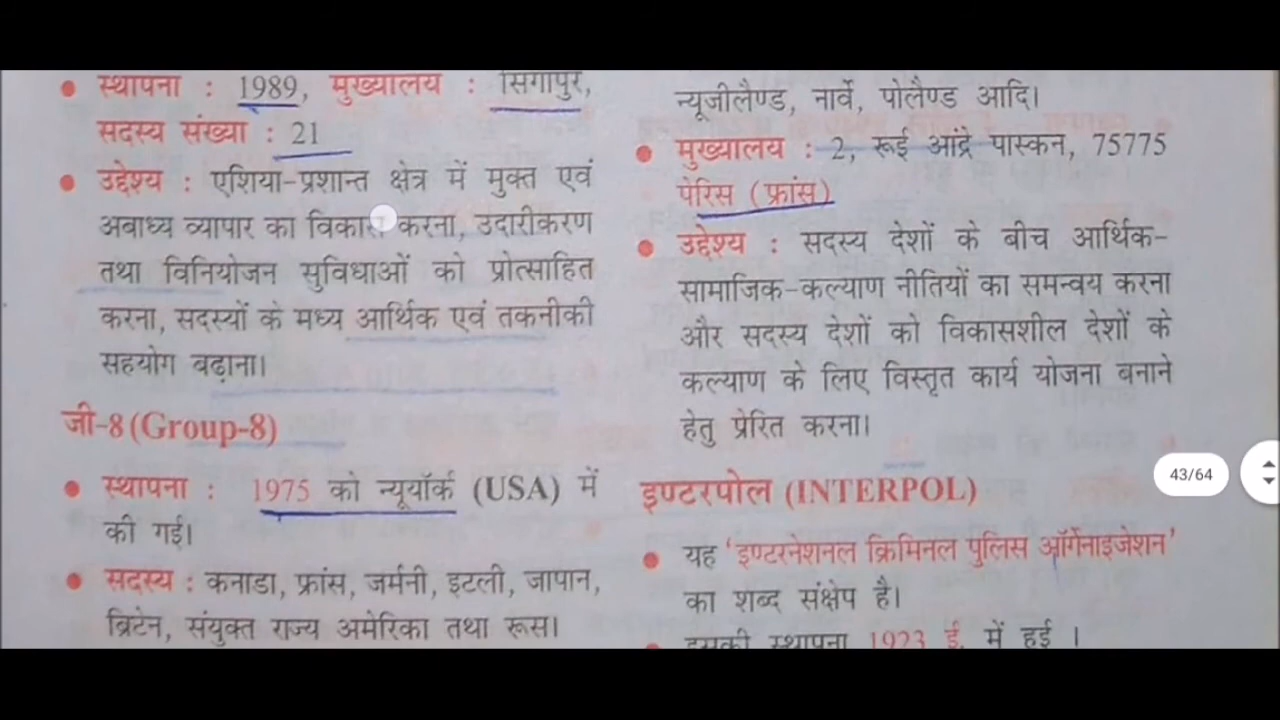 स्थापना : 1989, मुख्यालय : सिंगापुर,
सदस्य संख्या : 21
उद्देश्य : एशिया-प्रशान्त क्षेत्र में मुक्त एवं
अबाध्य व्यापार का विकास करना, उदारीकरण
तथा विनियोजन सुविधाओं को प्रोत्साहित
करना, सदस्यों के मध्य आर्थिक एवं तकनीकी
सहयोग बढ़ाना।
जी-8 (Group-8)
स्थापना : 1975 को न्यूयॉर्क (USA) में
की गई।
सदस्य : कनाडा, फ्रांस, जर्मनी, इटली, जापान,
ब्रिटेन, संयुक्त राज्य अमेरिका तथा रूस।
न्यूजीलैण्ड, नार्वे, पोलैण्ड आदि।
मुख्यालय : 2, रूई आंद्रे पास्कन, 75775
पेरिस (फ्रांस)
उद्देश्य : सदस्य देशों के बीच आर्थिक-
सामाजिक-कल्याण नीतियों का समन्वय करना
और सदस्य देशों को विकासशील देशों के
कल्याण के लिए विस्तृत कार्य योजना बनाने
हेतु प्रेरित करना।
इण्टरपोल (INTERPOL)
यह 'इण्टरनेशनल क्रिमिनल पुलिस ऑर्गेनाइजेशन'
का शब्द संक्षेप है।
इसकी स्थापना 1923 ई. में हुई ।
43/64